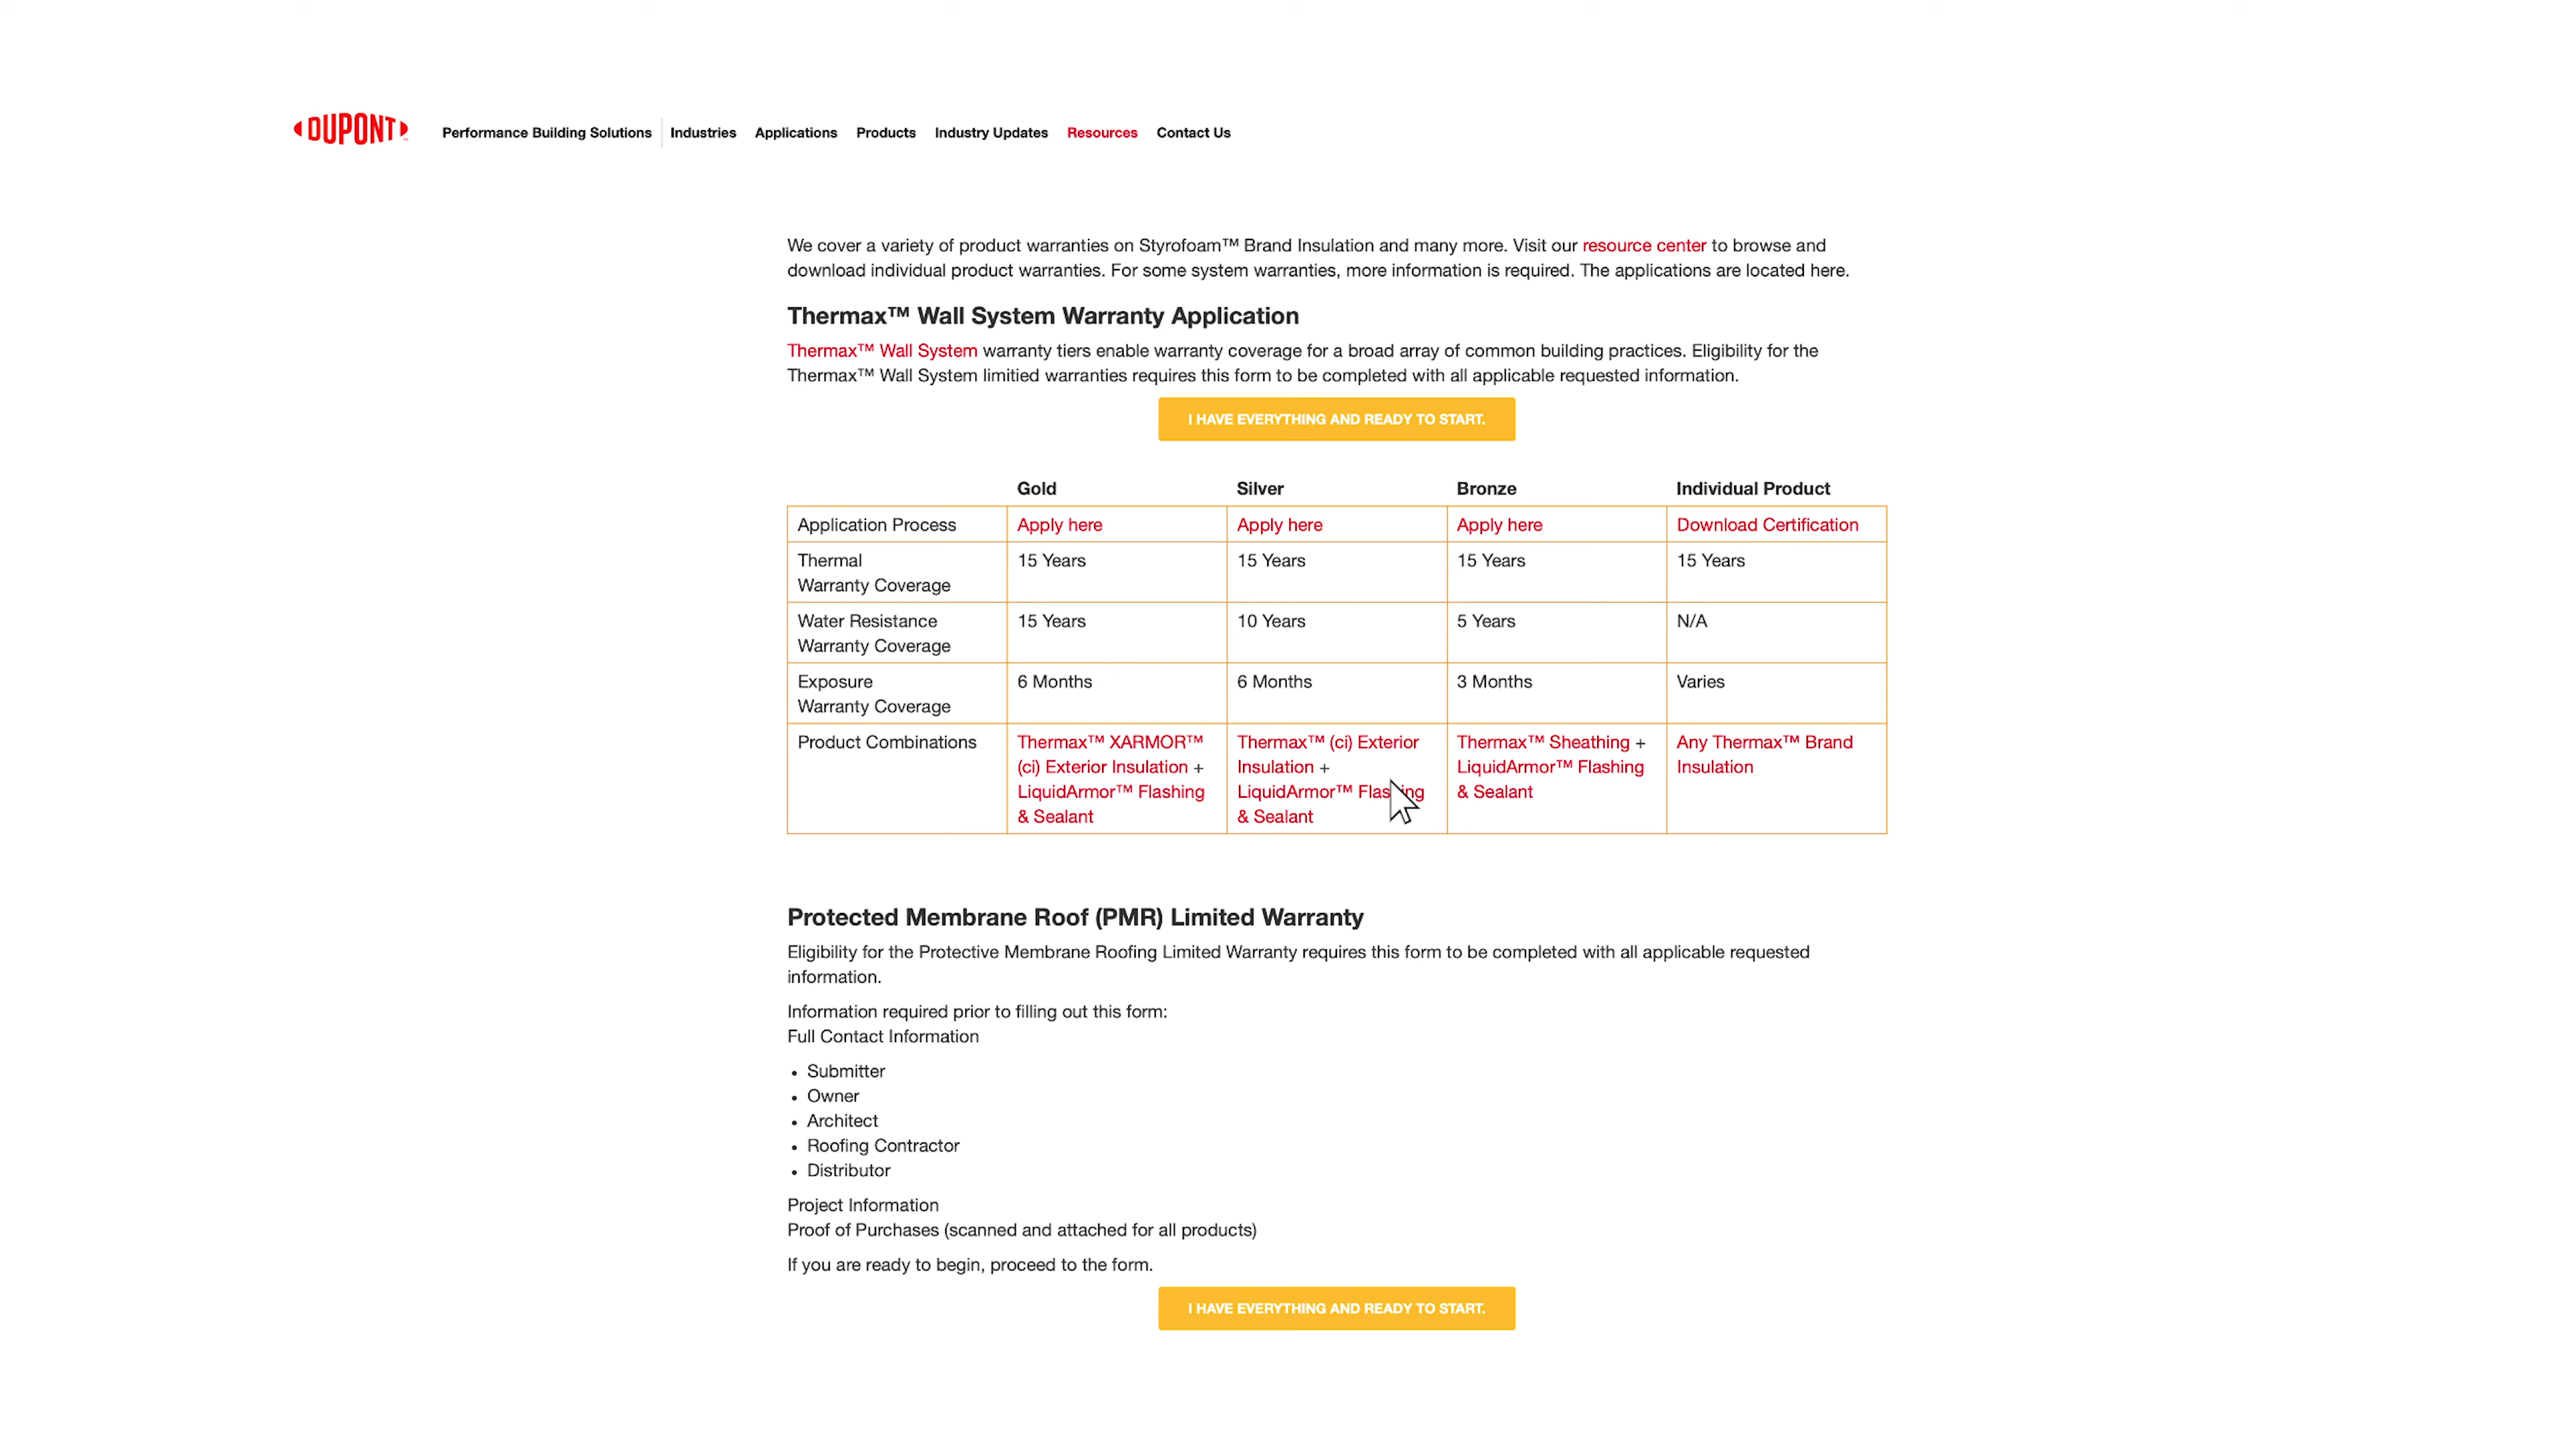 DUPONT
Performance Building Solutions Industries Applications Products Industry Updates Resources Contact Us
We cover a variety of product warranties on Styrofoam™ Brand Insulation and many more. Visit our resource center to browse and
download individual product warranties. For some system warranties, more information is required. The applications are located here.
Thermax™ Wall System Warranty Application
Thermax™ Wall System warranty tiers enable warranty coverage for a broad array of common building practices. Eligibility for the
Thermax™ Wall System limitied warranties requires this form to be completed with all applicable requested information.
I HAVE EVERYTHING AND READY TO START.
Gold Silver Bronze Individual Product
Application Process Apply here Apply here Apply here Download Certification
Thermal 15 Years 15 Years 15 Years 15 Years
Warranty Coverage
Water Resistance 15 Years 10 Years 5 Years N/A
Warranty Coverage
Exposure 6 Months 6 Months 3 Months Varies
Warranty Coverage
Product Combinations Thermax™ XARMOR™ Thermax™ (ci) Exterior Thermax™ Sheathing + Any Thermax™ Brand
(ci) Exterior Insulation + Insulation + LiquidArmor™ Flashing Insulation
LiquidArmor™ Flashing LiquidArmor™ Flashing & Sealant
& Sealant & Sealant
Protected Membrane Roof (PMR) Limited Warranty
Eligibility for the Protective Membrane Roofing Limited Warranty requires this form to be completed with all applicable requested
information.
Information required prior to filling out this form:
Full Contact Information
• Submitter
• Owner
• Architect
• Roofing Contractor
• Distributor
Project Information
Proof of Purchases (scanned and attached for all products)
If you are ready to begin, proceed to the form.
I HAVE EVERYTHING AND READY TO START.